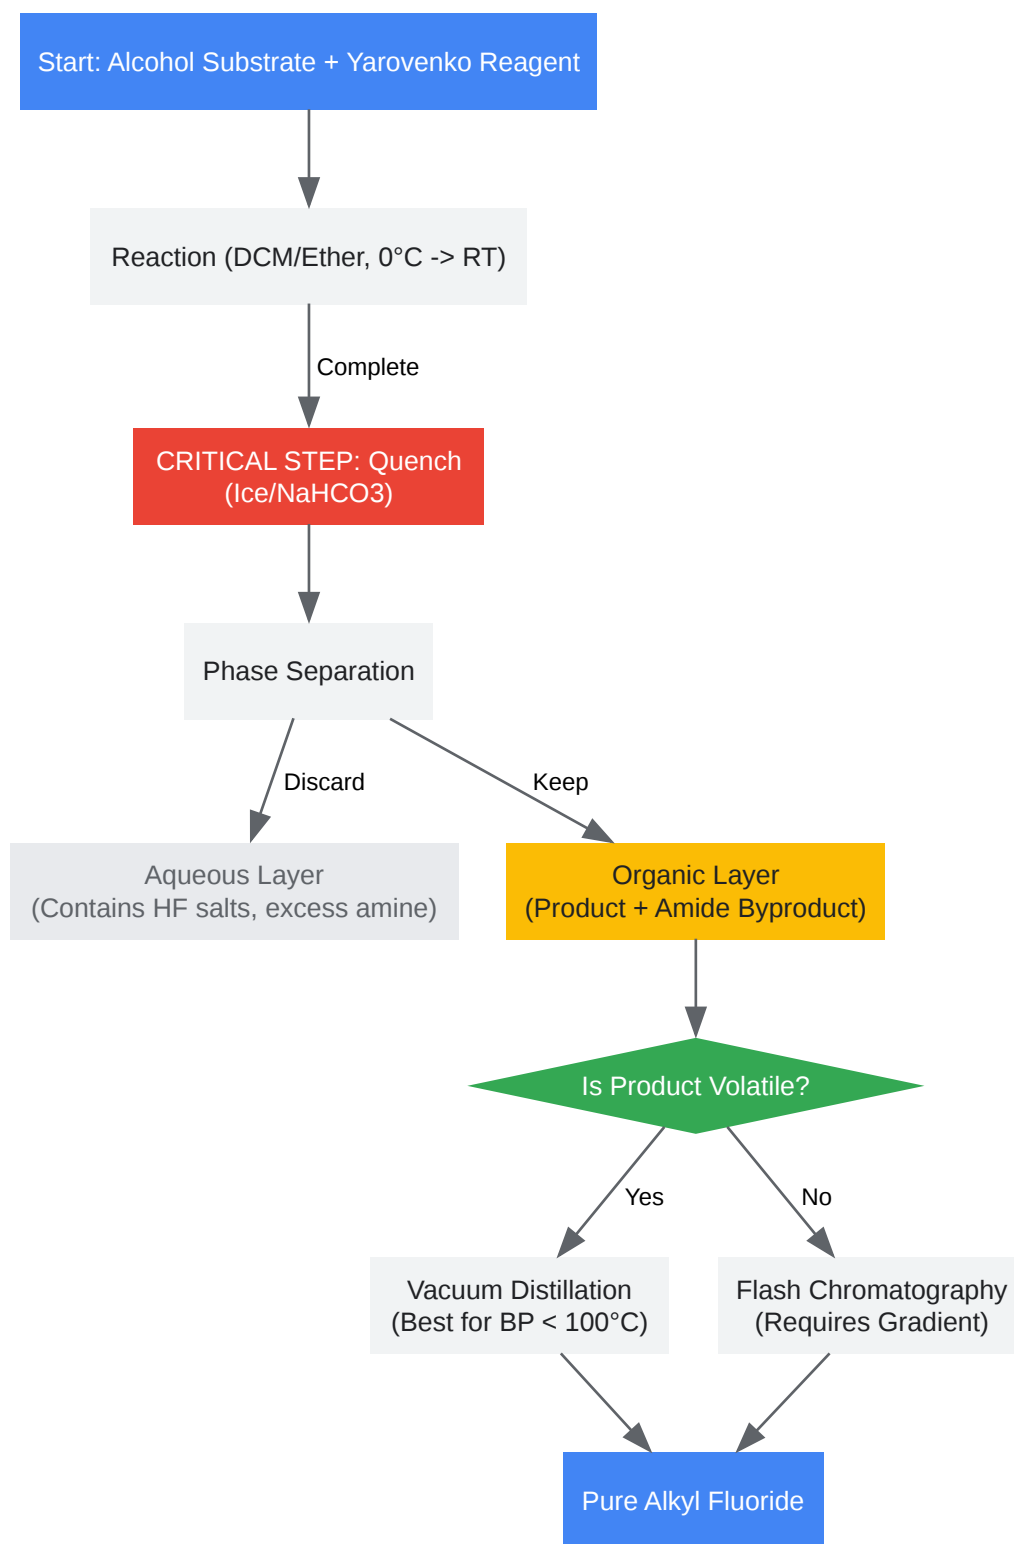 Start: Alcohol Substrate + Yarovenko Reagent
Reaction (DCM/Ether, 0°C -> RT)
Complete
CRITICAL STEP: Quench
(Ice/NaHCO3)
Phase Separation
Discard
Keep
Aqueous Layer
(Contains HF salts, excess amine)
Organic Layer
(Product + Amide Byproduct)
Is Product Volatile?
Yes
No
Vacuum Distillation
(Best for BP < 100°C)
Flash Chromatography
(Requires Gradient)
Pure Alkyl Fluoride